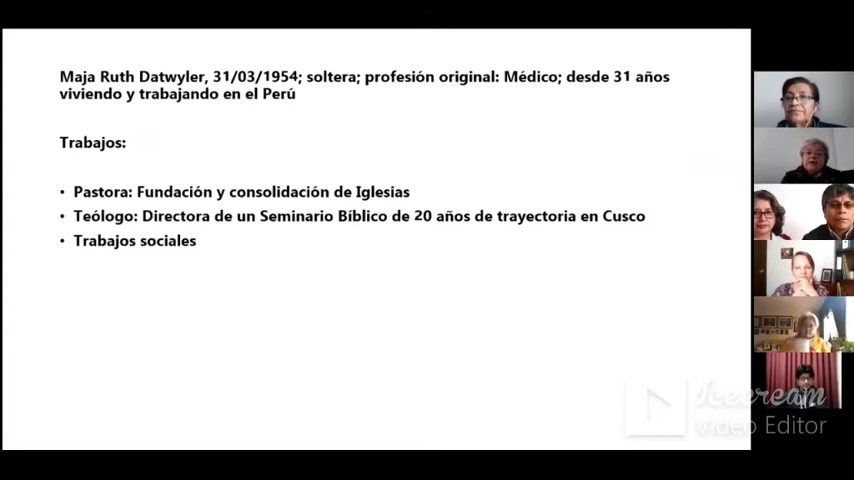 Maja Ruth Datwyler, 31/03/1954; soltera; profesión original: Médico; desde 31 años
viviendo y trabajando en el Perú
Trabajos:
• Pastora: Fundación y consolidación de Iglesias
• Teólogo: Directora de un Seminario Bíblico de 20 años de trayectoria en Cusco
• Trabajos sociales
Icecream
Video Editor